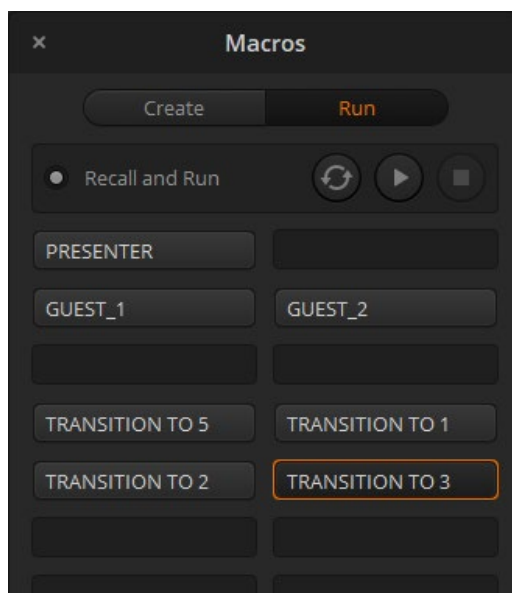 Macros
Create Run
Recall and Run
PRESENTER
GUEST_1 GUEST_2
TRANSITION TO 5 TRANSITION TO 1
TRANSITION TO 2 TRANSITION TO 3